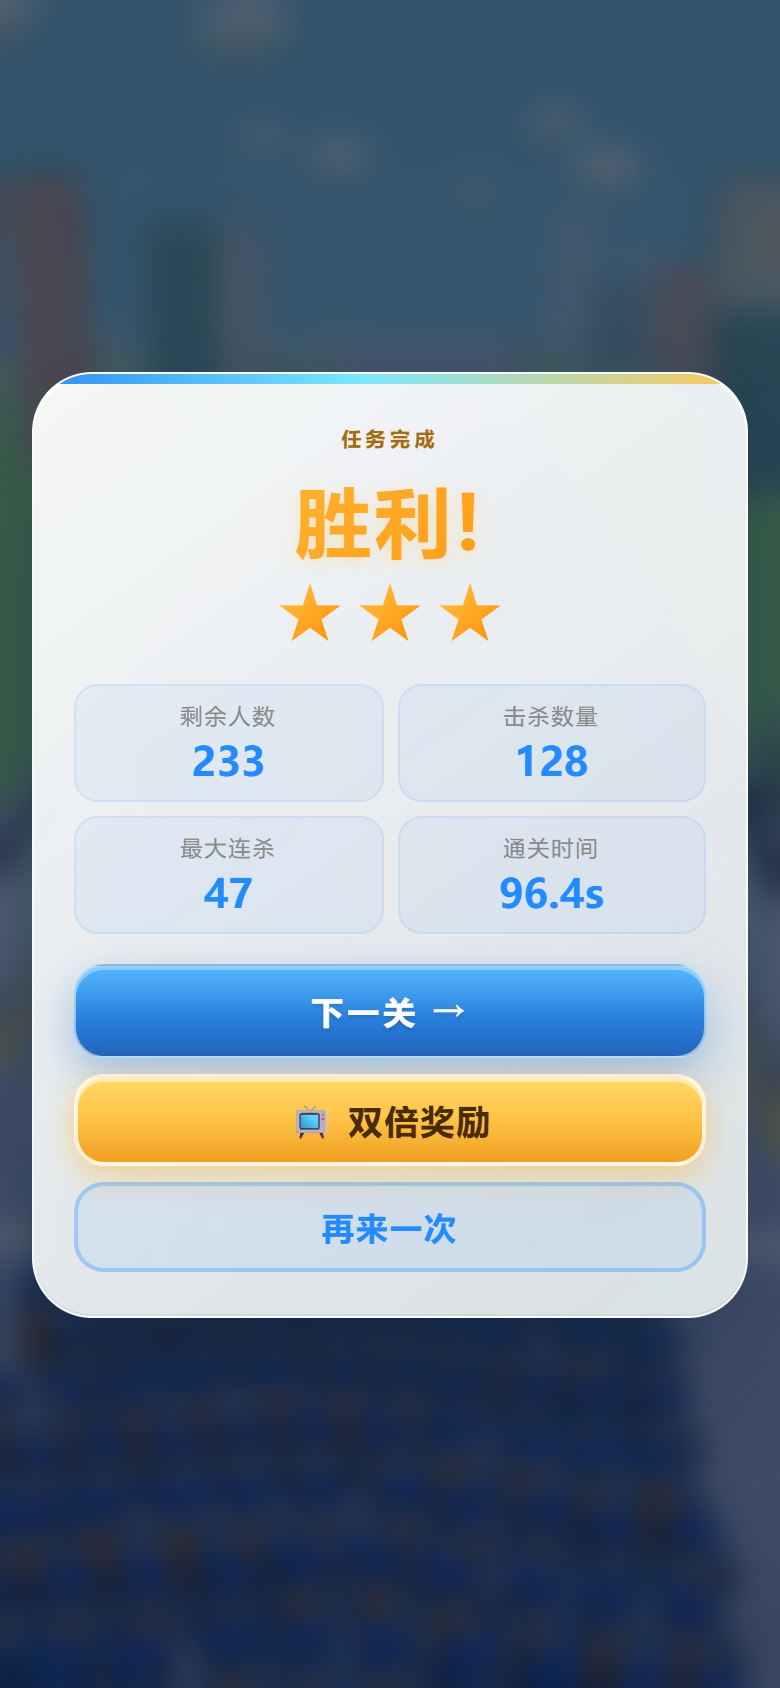 任务完成
胜利!
★★★
剩余人数
233
击杀数量
128
最大连杀
47
通关时间
96.4s
下一关 →
双倍奖励
再来一次